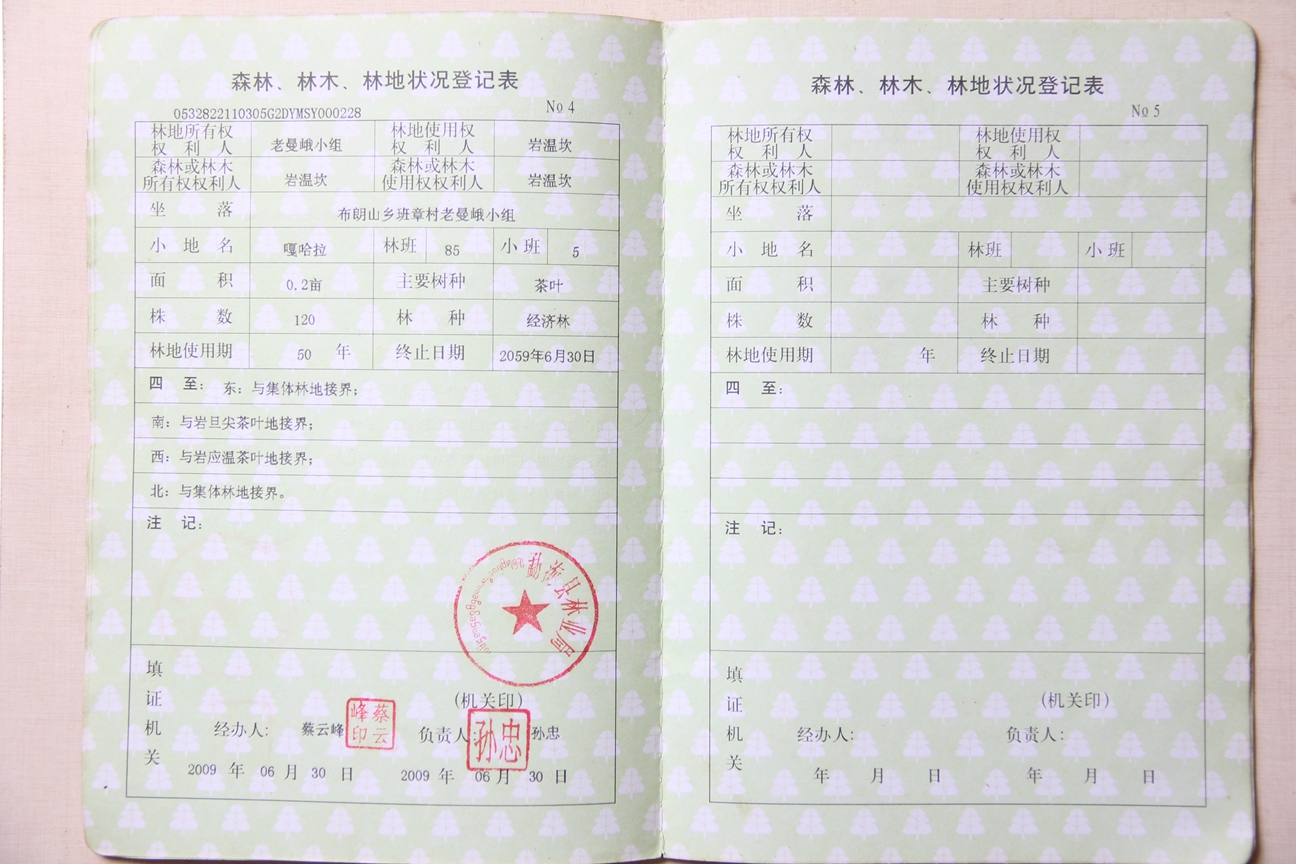 森林、林木、林地状况登记表
0532822110305G2DYMSY000228
№ 4
林地所有权权利人 老曼峨小组 林地使用权权利人 岩温坎
森林或林木所有权权利人 岩温坎 森林或林木使用权权利人 岩温坎
坐落 布朗山乡班章村老曼峨小组
小地名 嘎哈拉 林班 85 小班 5
面积 0.2亩 主要树种 茶叶
株数 120 林种 经济林
林地使用期 50 年 终止日期 2059年6月30日
四至: 东: 与集体林地接界;
南: 与岩旦尖茶叶地接界;
西: 与岩应温茶叶地接界;
北: 与集体林地接界。
注记:
勐海县林业局
填证机关
(机关印)
经办人: 蔡云峰 蔡云峰印 负责人: 孙忠 孙忠
2009 年 06 月 30 日 2009 年 06 月 30 日
森林、林木、林地状况登记表
№ 5
林地所有权权利人 林地使用权权利人
森林或林木所有权权利人 森林或林木使用权权利人
坐落
小地名 林班 小班
面积 主要树种
株数 林种
林地使用期 年 终止日期
四至:
注记:
填证机关
(机关印)
经办人: 负责人:
年 月 日 年 月 日